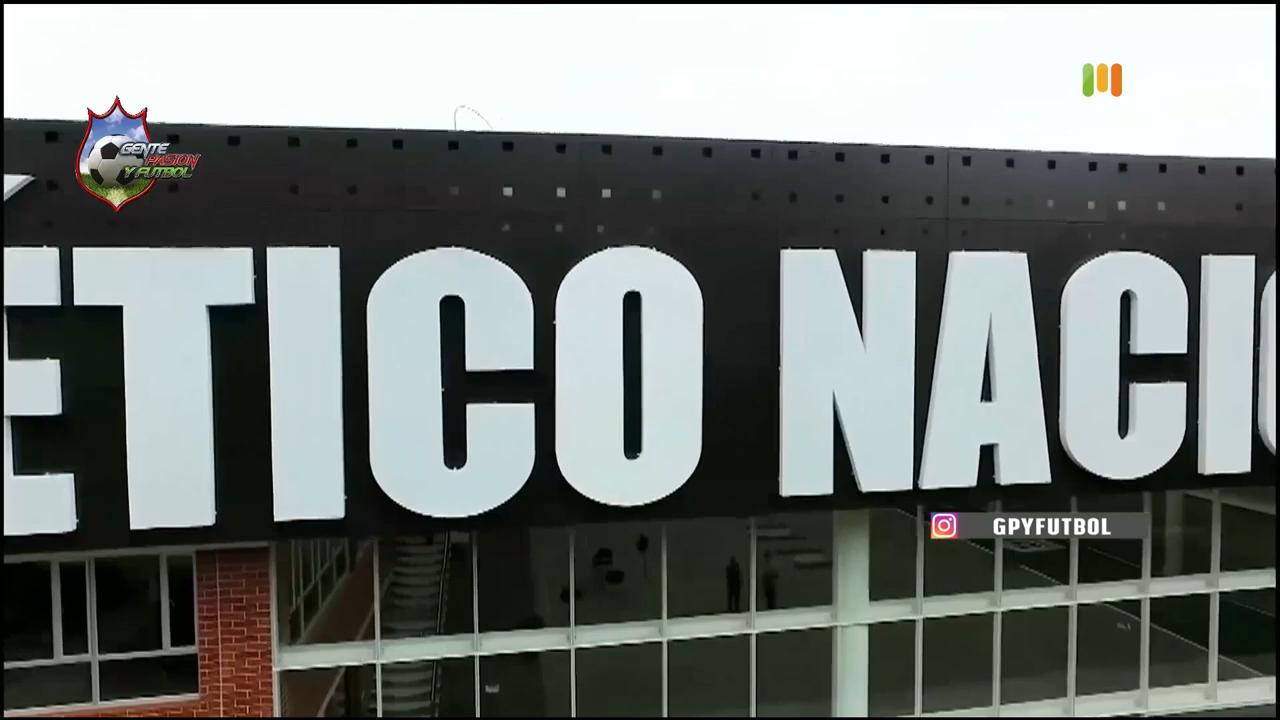 GENTE
PASION
Y FUTBOL
ETICO NACIO
GPYFUTBOL